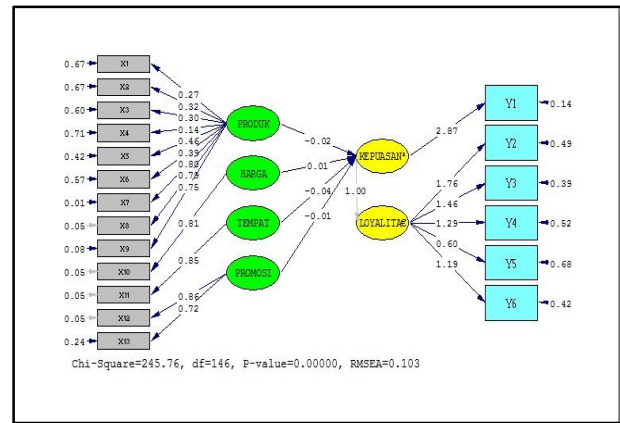 0.67 X1
0.67 X2
0.60 X3
0.71 X4
0.42 X5
0.57 X6
0.01 X7
0.05 X8
0.08 X9
0.05 X10
0.05 X11
0.05 X12
0.24 X13
0.27
0.32
0.30
0.14
0.46
0.39
0.80
0.79
0.75
0.81
0.85
0.86
0.72
PRODUK
HARGA
TEMPAT
PROMOSI
-0.02
0.01
-0.04
-0.01
KEPUASAN*
1.00
LOYALITA€
2.87
1.76
1.46
1.29
0.60
1.19
Y1 0.14
Y2 0.49
Y3 0.39
Y4 0.52
Y5 0.68
Y6 0.42
Chi-Square=245.76, df=146, P-value=0.00000, RMSEA=0.103